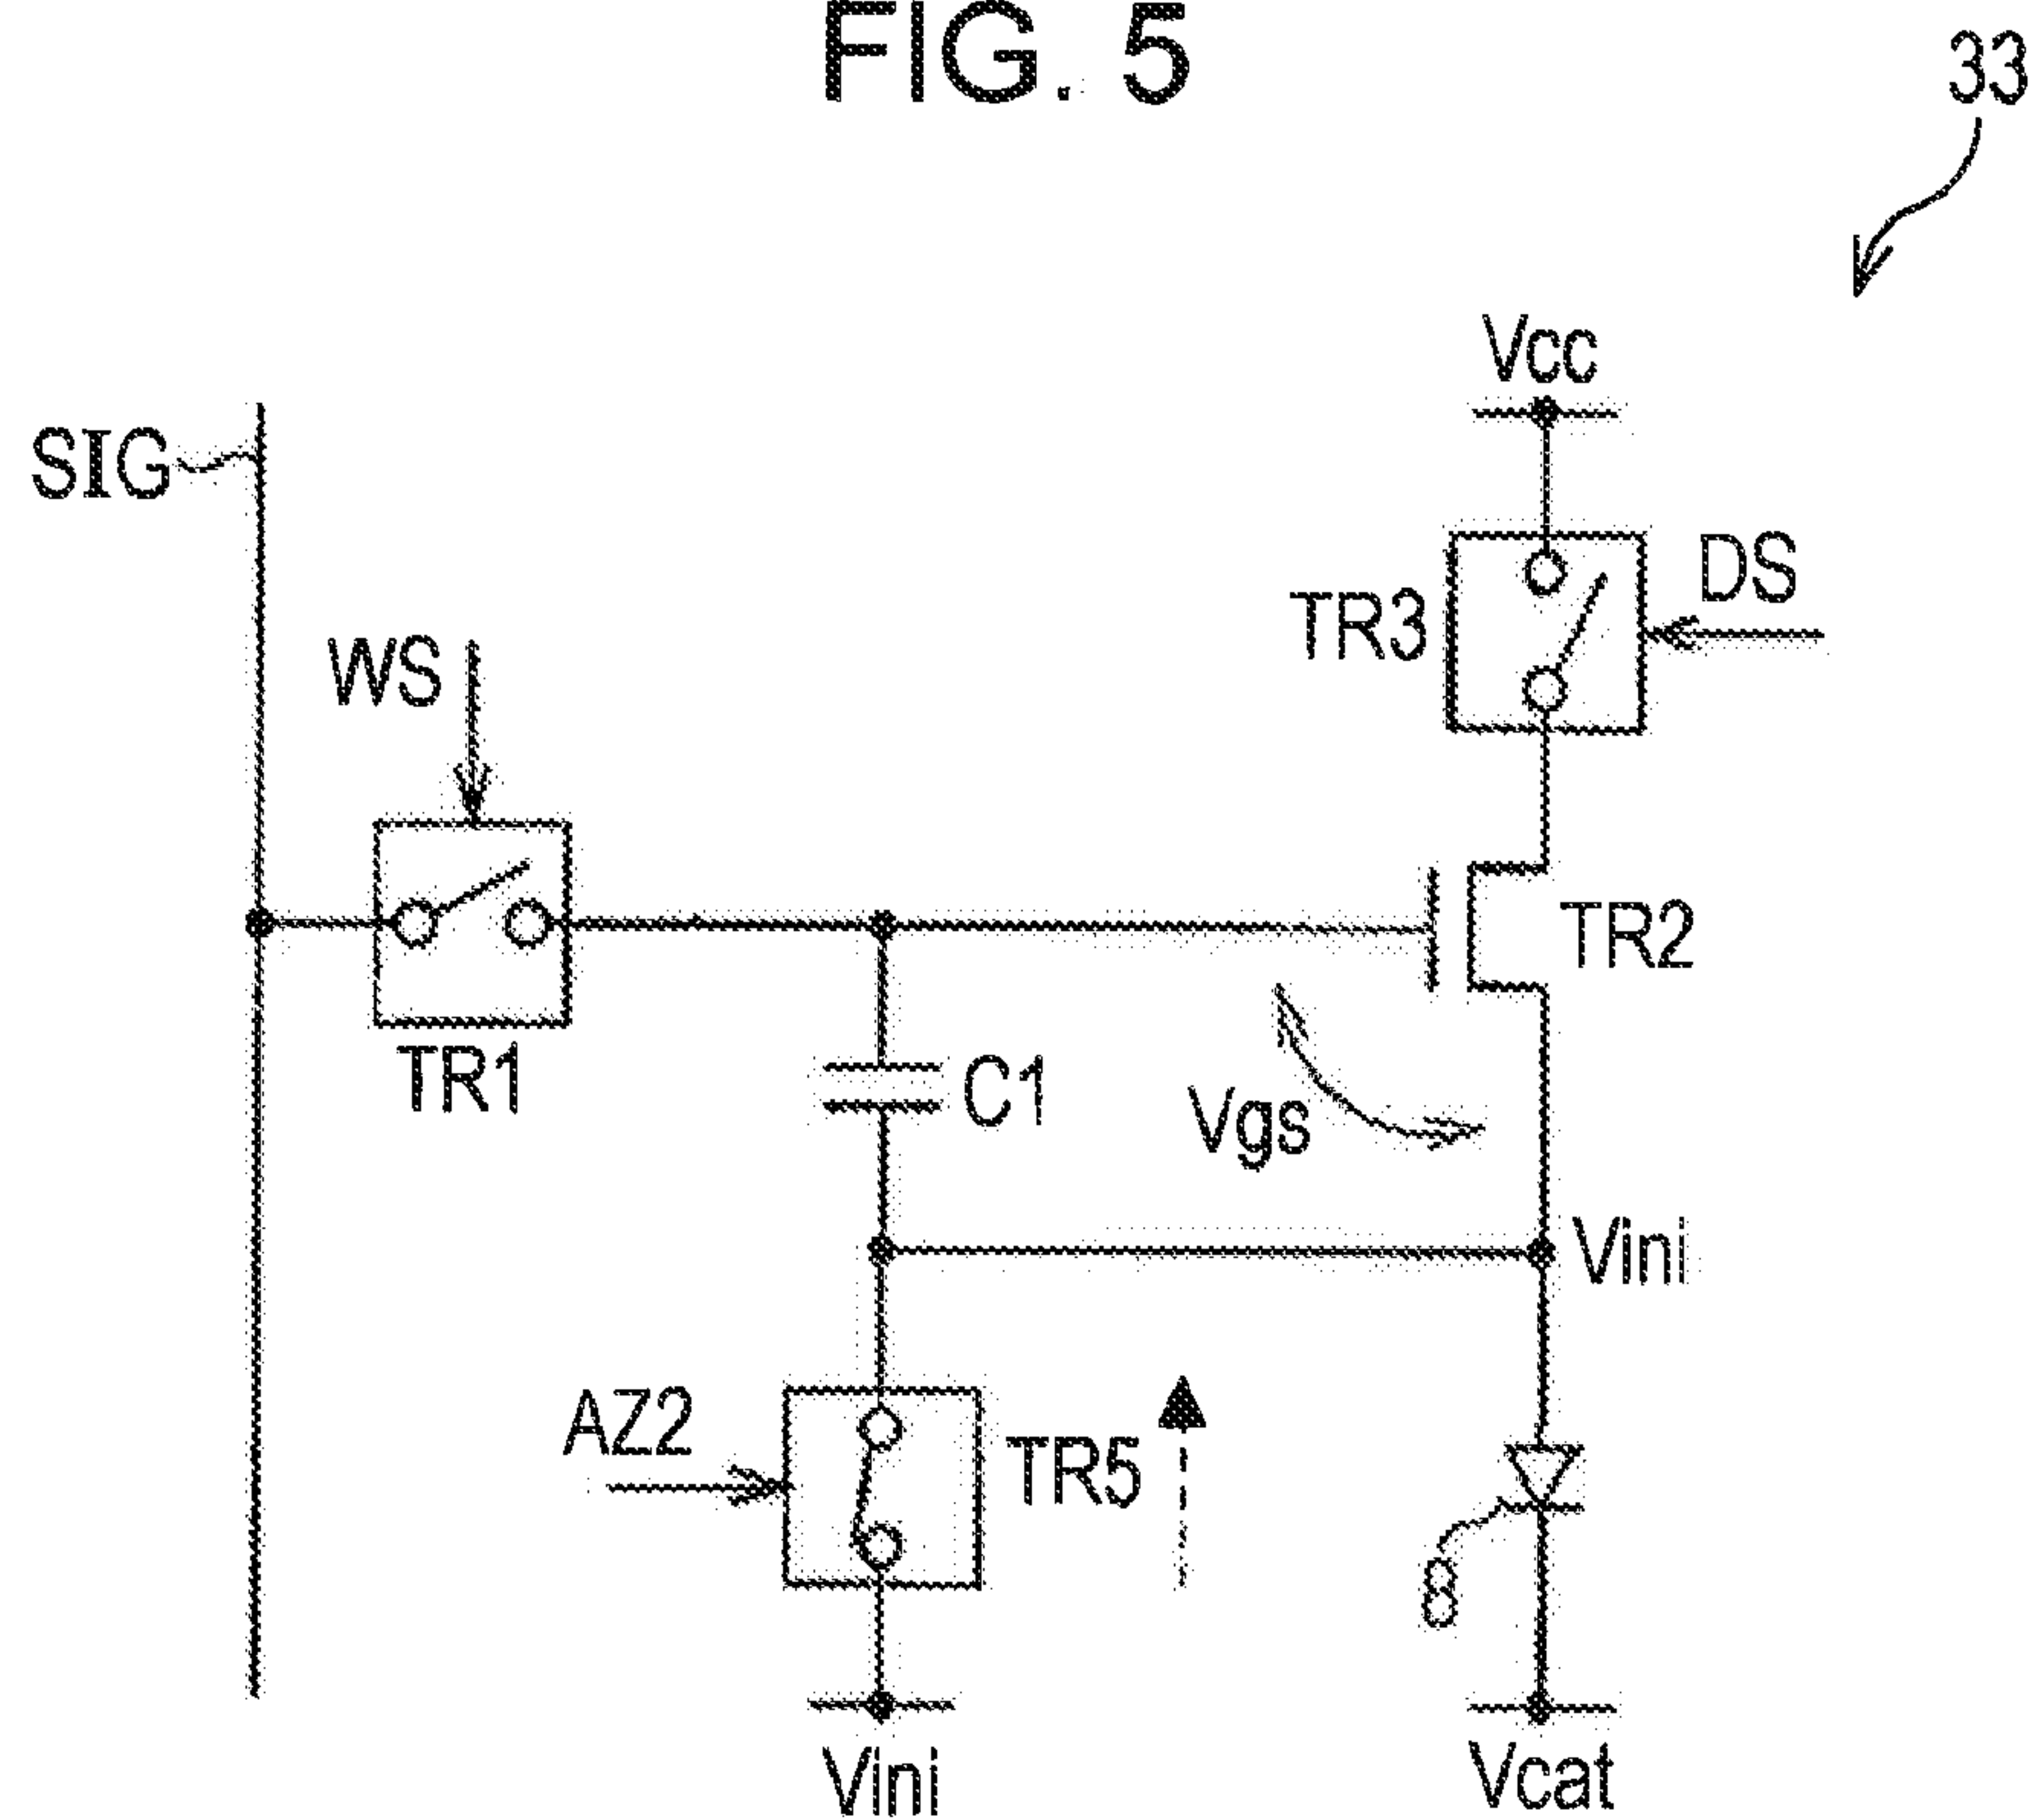 FIG. 5
33
Vcc
SIG
DS
TR3
WS
TR2
TR1
C1
Vgs
Vini
AZ2
TR5
8
Vini
Vcat